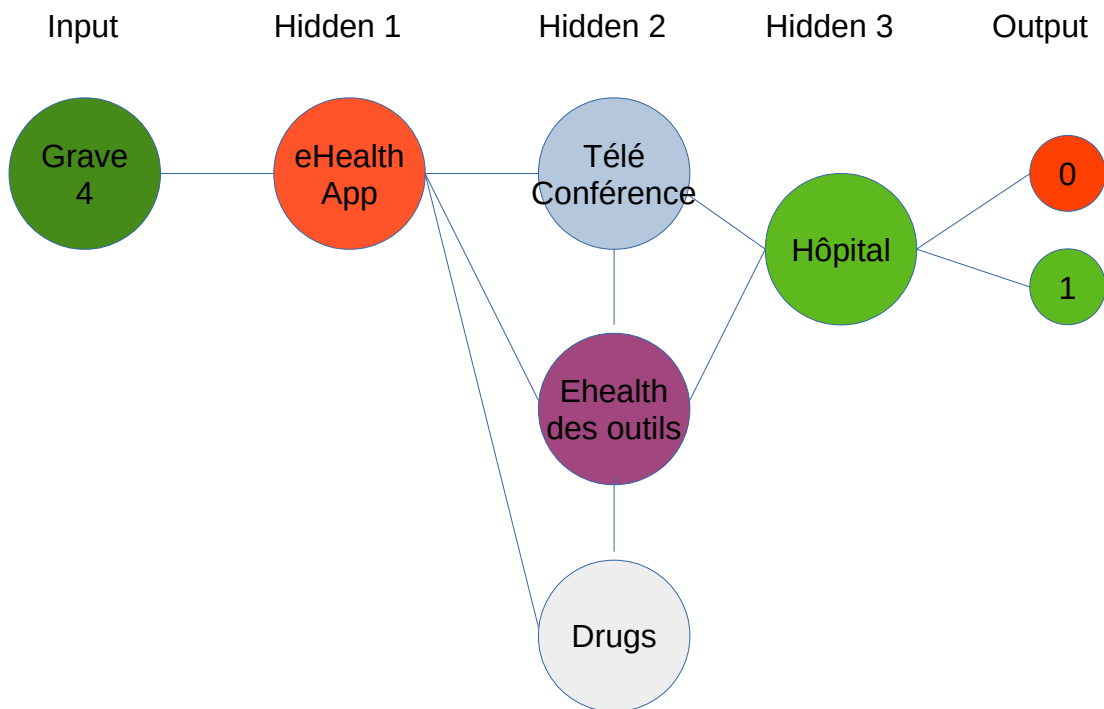 Input
Hidden 1
Hidden 2
Hidden 3
Output
Grave
4
eHealth
App
Télé
Conférence
Hôpital
0
1
Ehealth
des outils
Drugs